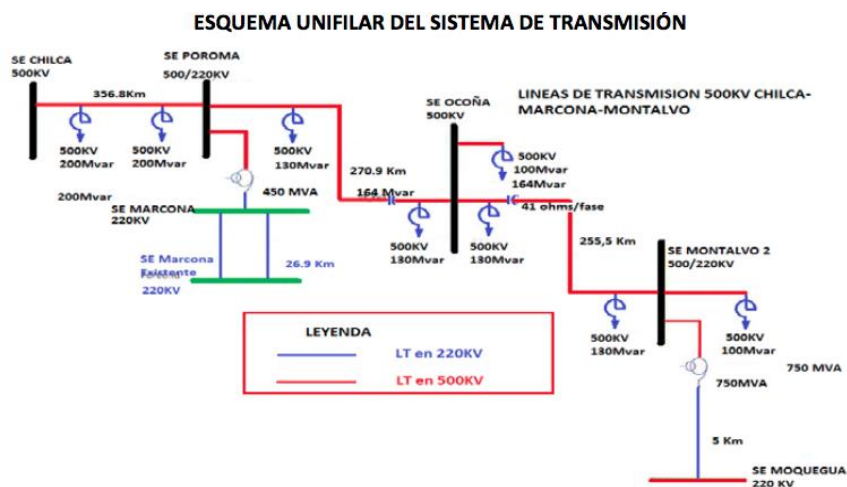 ESQUEMA UNIFILAR DEL SISTEMA DE TRANSMISIÓN
SE CHILCA
500KV
356.8Km
SE POROMA
500/220KV
500KV
200Mvar
500KV
200Mvar
500KV
130Mvar
200Mvar
450 MVA
SE MARCONA
220KV
SE Marcona
Existente
220KV
26.9 Km
270.9 Km
164 Mvar
SE OCOÑA
500KV
LINEAS DE TRANSMISION 500KV CHILCA-
MARCONA-MONTALVO
500KV
100Mvar
164Mvar
41 ohms/fase
500KV
130Mvar
500KV
130Mvar
255,5 Km
SE MONTALVO 2
500/220KV
500KV
130Mvar
500KV
100Mvar
750 MVA
750MVA
5 Km
SE MOQUEGUA
220 KV
LEYENDA
LT en 220KV
LT en 500KV